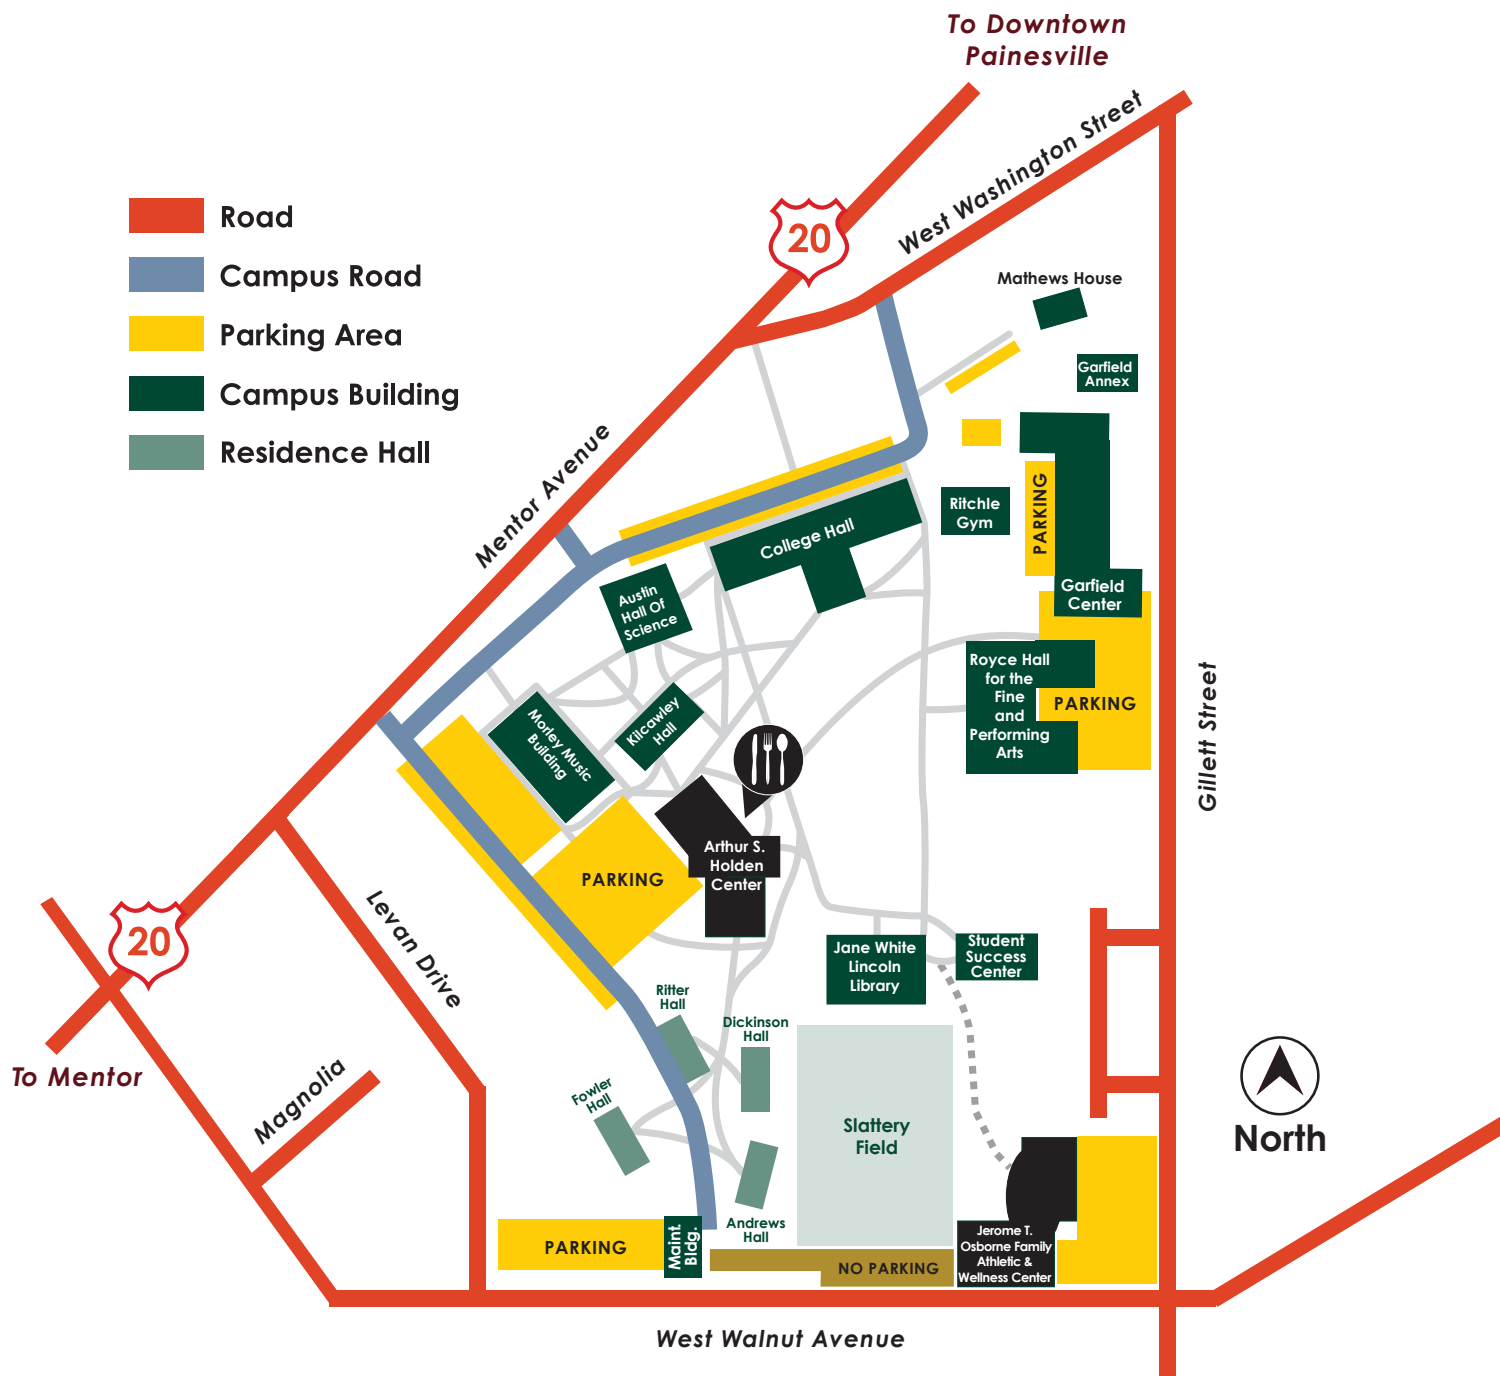 To Downtown
Painesville
West Washington Street
20
Road
Campus Road
Parking Area
Campus Building
Residence Hall
Mathews House
Garfield
Annex
Mentor Avenue
Ritchle
Gym
PARKING
College Hall
Garfield
Center
Austin
Hall Of
Science
Royce Hall
for the
Fine
and
Performing
Arts
PARKING
Gillett Street
Kilcawley
Hall
Morley Music
Building
Arthur S.
Holden
Center
PARKING
Levan Drive
20
To Mentor
Magnolia
Jane White
Lincoln
Library
Student
Success
Center
Ritter
Hall
Dickinson
Hall
Fowler
Hall
Slattery
Field
North
Andrews
Hall
PARKING
Maint.
Bldg.
NO PARKING
Jerome T.
Osborne Family
Athletic &
Wellness Center
West Walnut Avenue